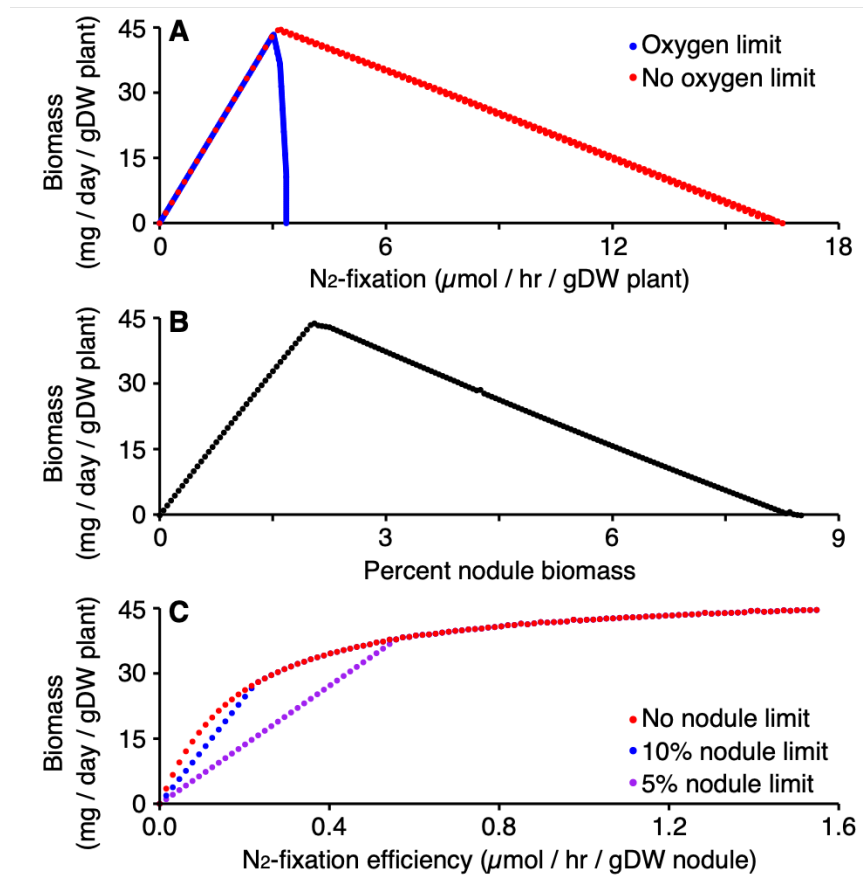 A
Biomass
(mg / day / gDW plant)
45
30
15
0
Oxygen limit
No oxygen limit
0 6 12 18
N₂-fixation (µmol / hr / gDW plant)
B
Biomass
(mg / day / gDW plant)
45
30
15
0
0 3 6 9
Percent nodule biomass
C
Biomass
(mg / day / gDW plant)
45
30
15
0
No nodule limit
10% nodule limit
5% nodule limit
0.0 0.4 0.8 1.2 1.6
N₂-fixation efficiency (µmol / hr / gDW nodule)